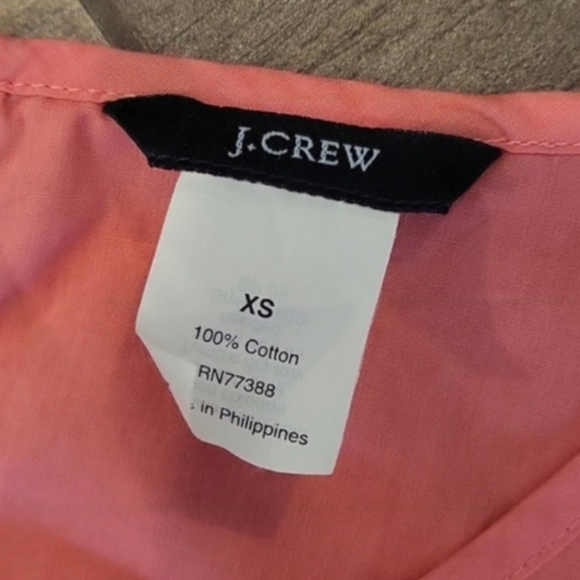 J.CREW
XS
100% Cotton
RN77388
in Philippines